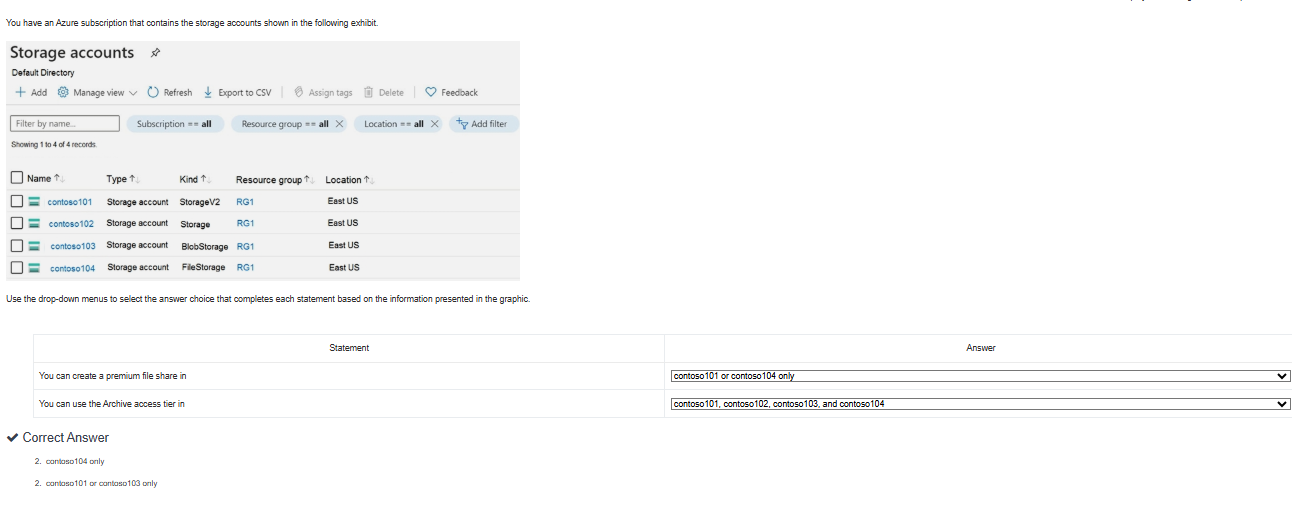 You have an Azure subscription that contains the storage accounts shown in the following exhibit.
Storage accounts
Default Directory
Add Manage view Refresh Export to CSV Assign tags Delete Feedback
Filter by name... Subscription == all Resource group == all Location == all Add filter
Showing 1 to 4 of 4 records.
Name Type Kind Resource group Location
contoso101 Storage account StorageV2 RG1 East US
contoso102 Storage account Storage RG1 East US
contoso103 Storage account BlobStorage RG1 East US
contoso104 Storage account FileStorage RG1 East US
Use the drop-down menus to select the answer choice that completes each statement based on the information presented in the graphic.
Statement Answer
You can create a premium file share in contoso101 or contoso104 only
You can use the Archive access tier in contoso101, contoso102, contoso103, and contoso104
Correct Answer
2. contoso104 only
2. contoso101 or contoso103 only